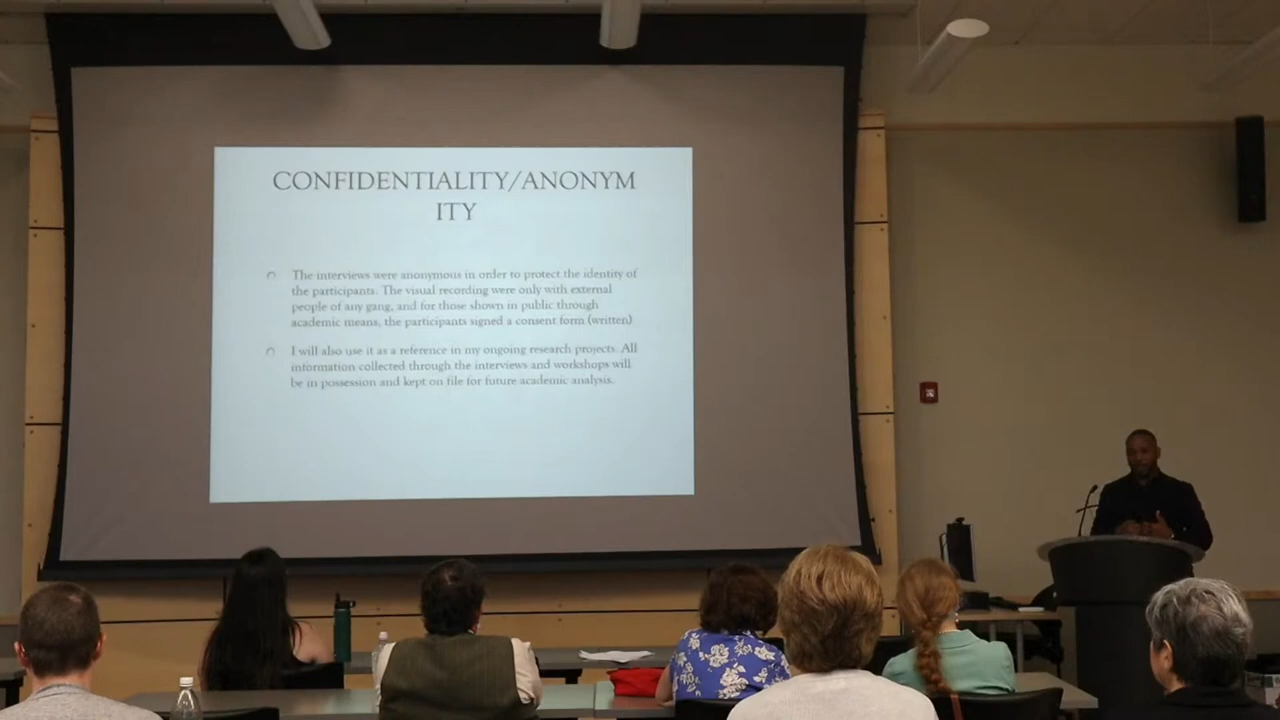 CONFIDENTIALITY/ANONYM
ITY
The interviews were anonymous in order to protect the identity of
the participants. The visual recording were only with external
people of any gang, and for those shown in public through
academic means, the participants signed a consent form (written)
I will also use it as a reference in my ongoing research projects. All
information collected through the interviews and workshops will
be in possession and kept on file for future academic analysis.